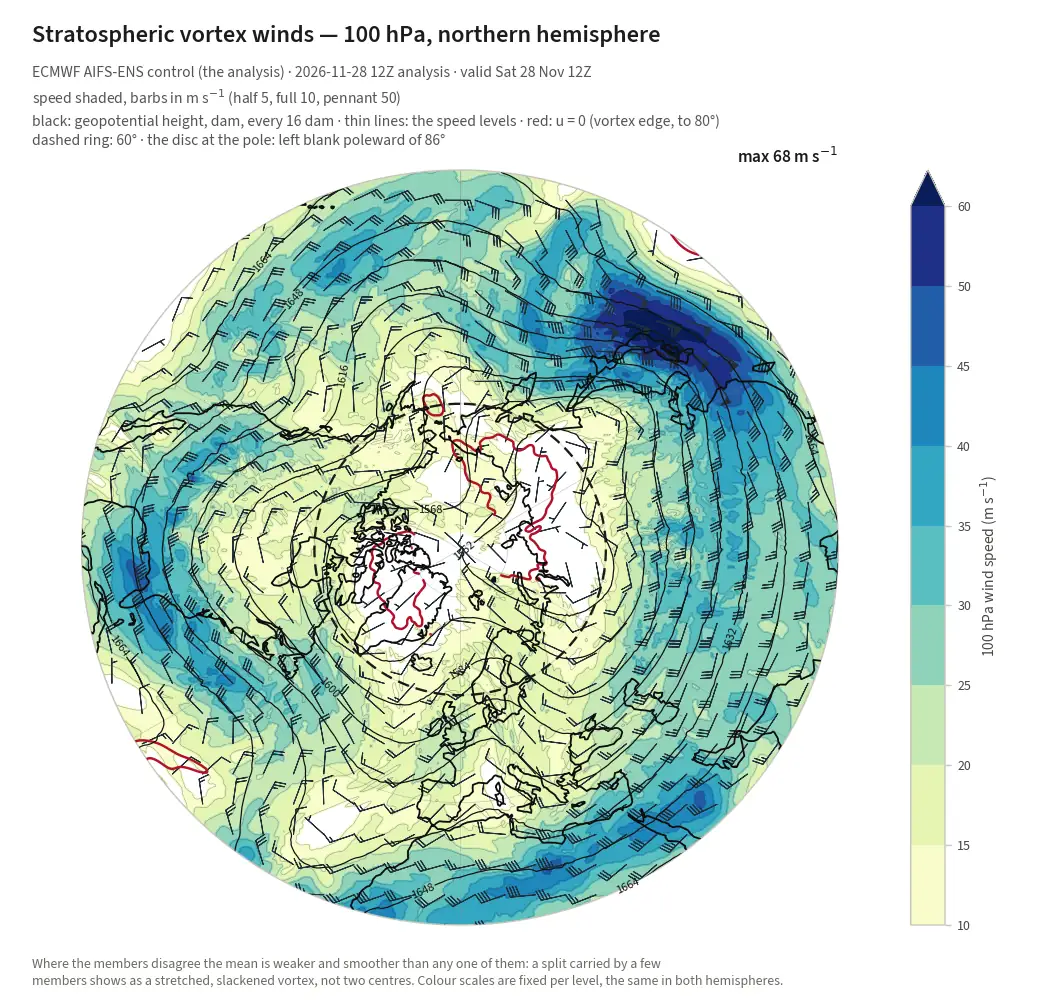 Stratospheric vortex winds — 100 hPa, northern hemisphere
ECMWF AIFS-ENS control (the analysis) · 2026-11-28 12Z analysis · valid Sat 28 Nov 12Z
speed shaded, barbs in m s⁻¹ (half 5, full 10, pennant 50)
black: geopotential height, dam, every 16 dam · thin lines: the speed levels · red: u = 0 (vortex edge, to 80°)
dashed ring: 60° · the disc at the pole: left blank poleward of 86°
max 68 m s⁻¹
60
50
45
40
35
30
25
20
15
10
100 hPa wind speed (m s⁻¹)
1664
1648
1616
1568
1632
1664
1600
1584
1648
1664
Where the members disagree the mean is weaker and smoother than any one of them: a split carried by a few
members shows as a stretched, slackened vortex, not two centres. Colour scales are fixed per level, the same in both hemispheres.